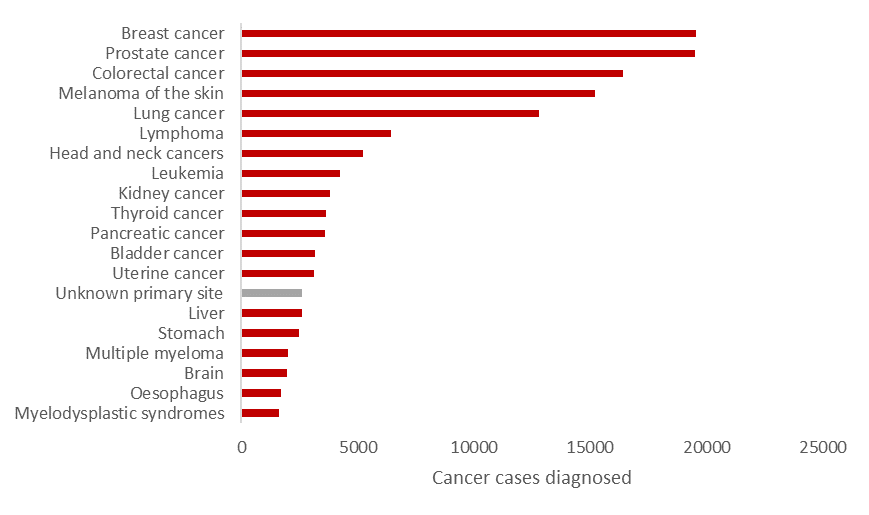 Breast cancer
Prostate cancer
Colorectal cancer
Melanoma of the skin
Lung cancer
Lymphoma
Head and neck cancers
Leukemia
Kidney cancer
Thyroid cancer
Pancreatic cancer
Bladder cancer
Uterine cancer
Unknown primary site
Liver
Stomach
Multiple myeloma
Brain
Oesophagus
Myelodysplastic syndromes
0 5000 10000 15000 20000 25000
Cancer cases diagnosed